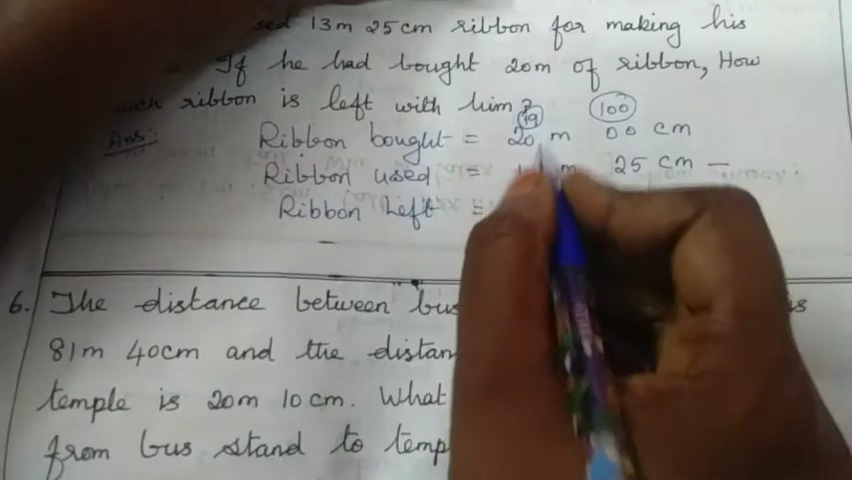 13m 25cm ribbon for making his
If he had bought 20m of ribbon, How
ribbon is left with him?
19 100
Ans:
Ribbon bought = 20 m 00 cm
Ribbon used = m 25 cm —
Ribbon Left =
6. The distance between bus
81m 40cm and the
temple is 20m 10cm. What
from bus stand to